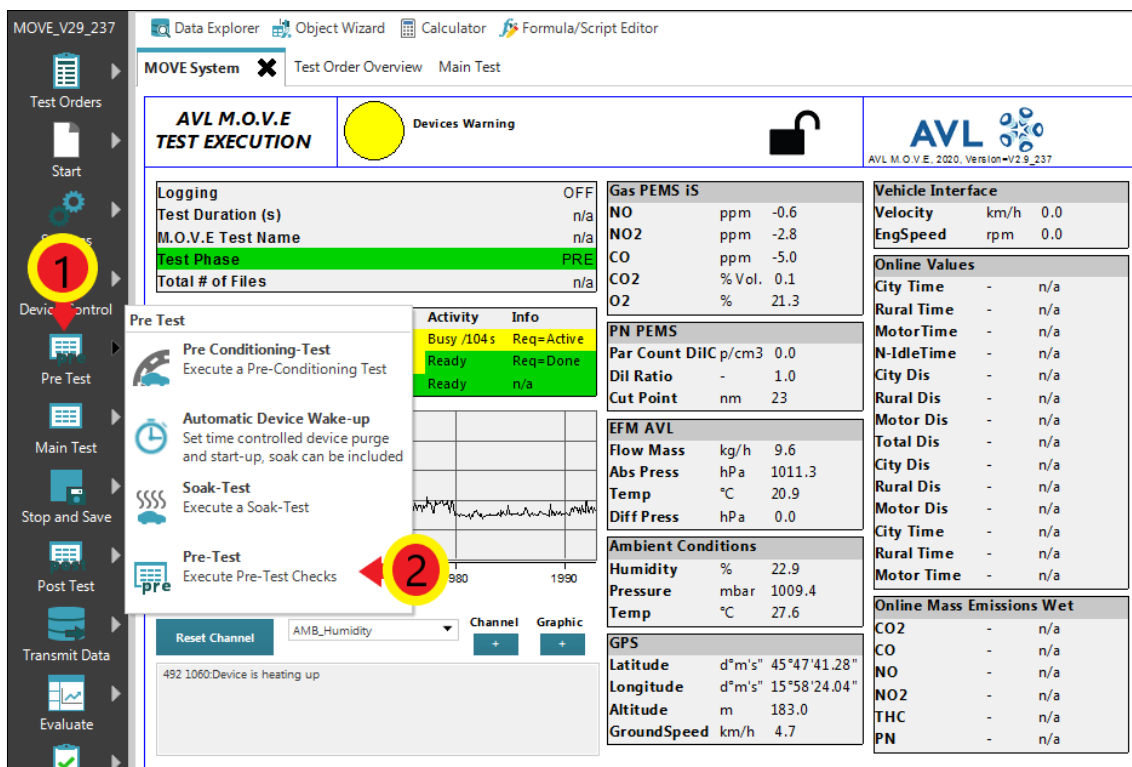 MOVE_V29_237
Data Explorer Object Wizard Calculator Formula/Script Editor
MOVE System Test Order Overview Main Test
Test Orders
Start
Device Control
Pre Test
Main Test
Stop and Save
Post Test
Transmit Data
Evaluate
1
AVL M.O.V.E
TEST EXECUTION
Devices Warning
AVL
AVL M.O.V.E, 2020, Version=V2.9_237
Logging OFF
Test Duration (s) n/a
M.O.V.E Test Name n/a
Test Phase PRE
Total # of Files n/a
Activity Info
Busy /104s Req=Active
Ready Req=Done
Ready n/a
Pre Test
Pre Conditioning-Test
Execute a Pre-Conditioning Test
Automatic Device Wake-up
Set time controlled device purge
and start-up, soak can be included
Soak-Test
Execute a Soak-Test
Pre-Test
Execute Pre-Test Checks
pre
2
1990
Reset Channel AMB_Humidity
Channel Graphic
+ +
492 1060:Device is heating up
Gas PEMS iS
NO ppm -0.6
NO2 ppm -2.8
CO ppm -5.0
CO2 % Vol. 0.1
O2 % 21.3
PN PEMS
Par Count DilC p/cm3 0.0
Dil Ratio - 1.0
Cut Point nm 23
EFM AVL
Flow Mass kg/h 9.6
Abs Press hPa 1011.3
Temp °C 20.9
Diff Press hPa 0.0
Ambient Conditions
Humidity % 22.9
Pressure mbar 1009.4
Temp °C 27.6
GPS
Latitude d°m's" 45°47'41.28"
Longitude d°m's" 15°58'24.04"
Altitude m 183.0
GroundSpeed km/h 4.7
Vehicle Interface
Velocity km/h 0.0
EngSpeed rpm 0.0
Online Values
City Time - n/a
Rural Time - n/a
MotorTime - n/a
N-IdleTime - n/a
City Dis - n/a
Rural Dis - n/a
Motor Dis - n/a
Total Dis - n/a
City Dis - n/a
Rural Dis - n/a
Motor Dis - n/a
City Time - n/a
Rural Time - n/a
Motor Time - n/a
Online Mass Emissions Wet
CO2 - n/a
CO - n/a
NO - n/a
NO2 - n/a
THC - n/a
PN - n/a